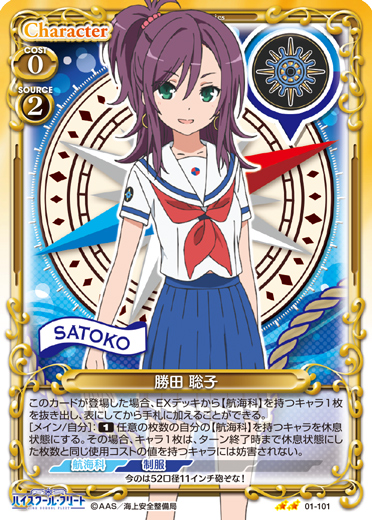 Character
COST
0
SOURCE
2
SATOKO
勝田 聡子
このカードが登場した場合、EXデッキから【航海科】を持つキャラ1枚
を抜き出し、表にしてから手札に加えることができる。
[メイン/自分]: 1 任意の枚数の自分の【航海科】を持つキャラを休息
状態にする。その場合、キャラ1枚は、ターン終了時まで休息状態にし
た枚数と同じ使用コストの値を持つキャラには妨害されない。
航海科 制服
今のは52口径11インチ砲ぞな!
ハイスクール・フリート
©AAS/海上安全整備局
01-101